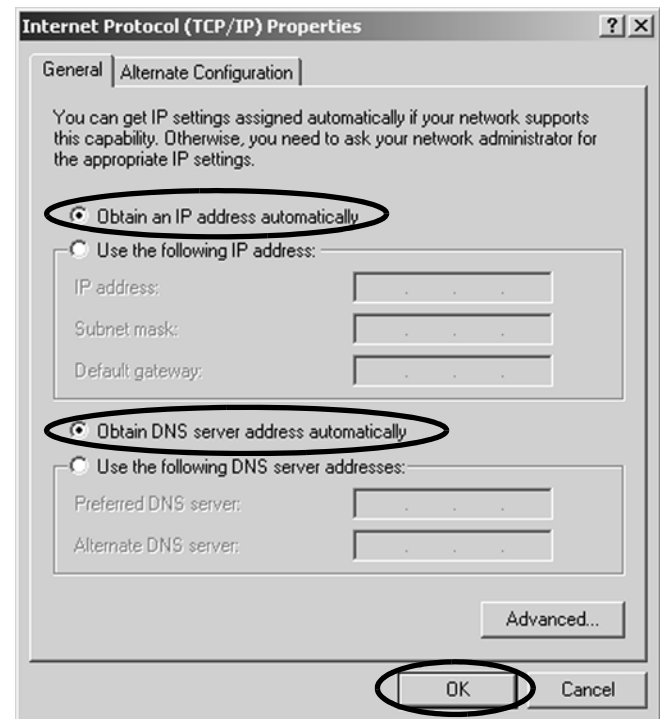 Internet Protocol (TCP/IP) Properties
General
Alternate Configuration
You can get IP settings assigned automatically if your network supports
this capability. Otherwise, you need to ask your network administrator for
the appropriate IP settings.
Obtain an IP address automatically
Use the following IP address:
IP address:
Subnet mask:
Default gateway:
Obtain DNS server address automatically
Use the following DNS server addresses:
Preferred DNS server:
Alternate DNS server:
Advanced...
OK
Cancel